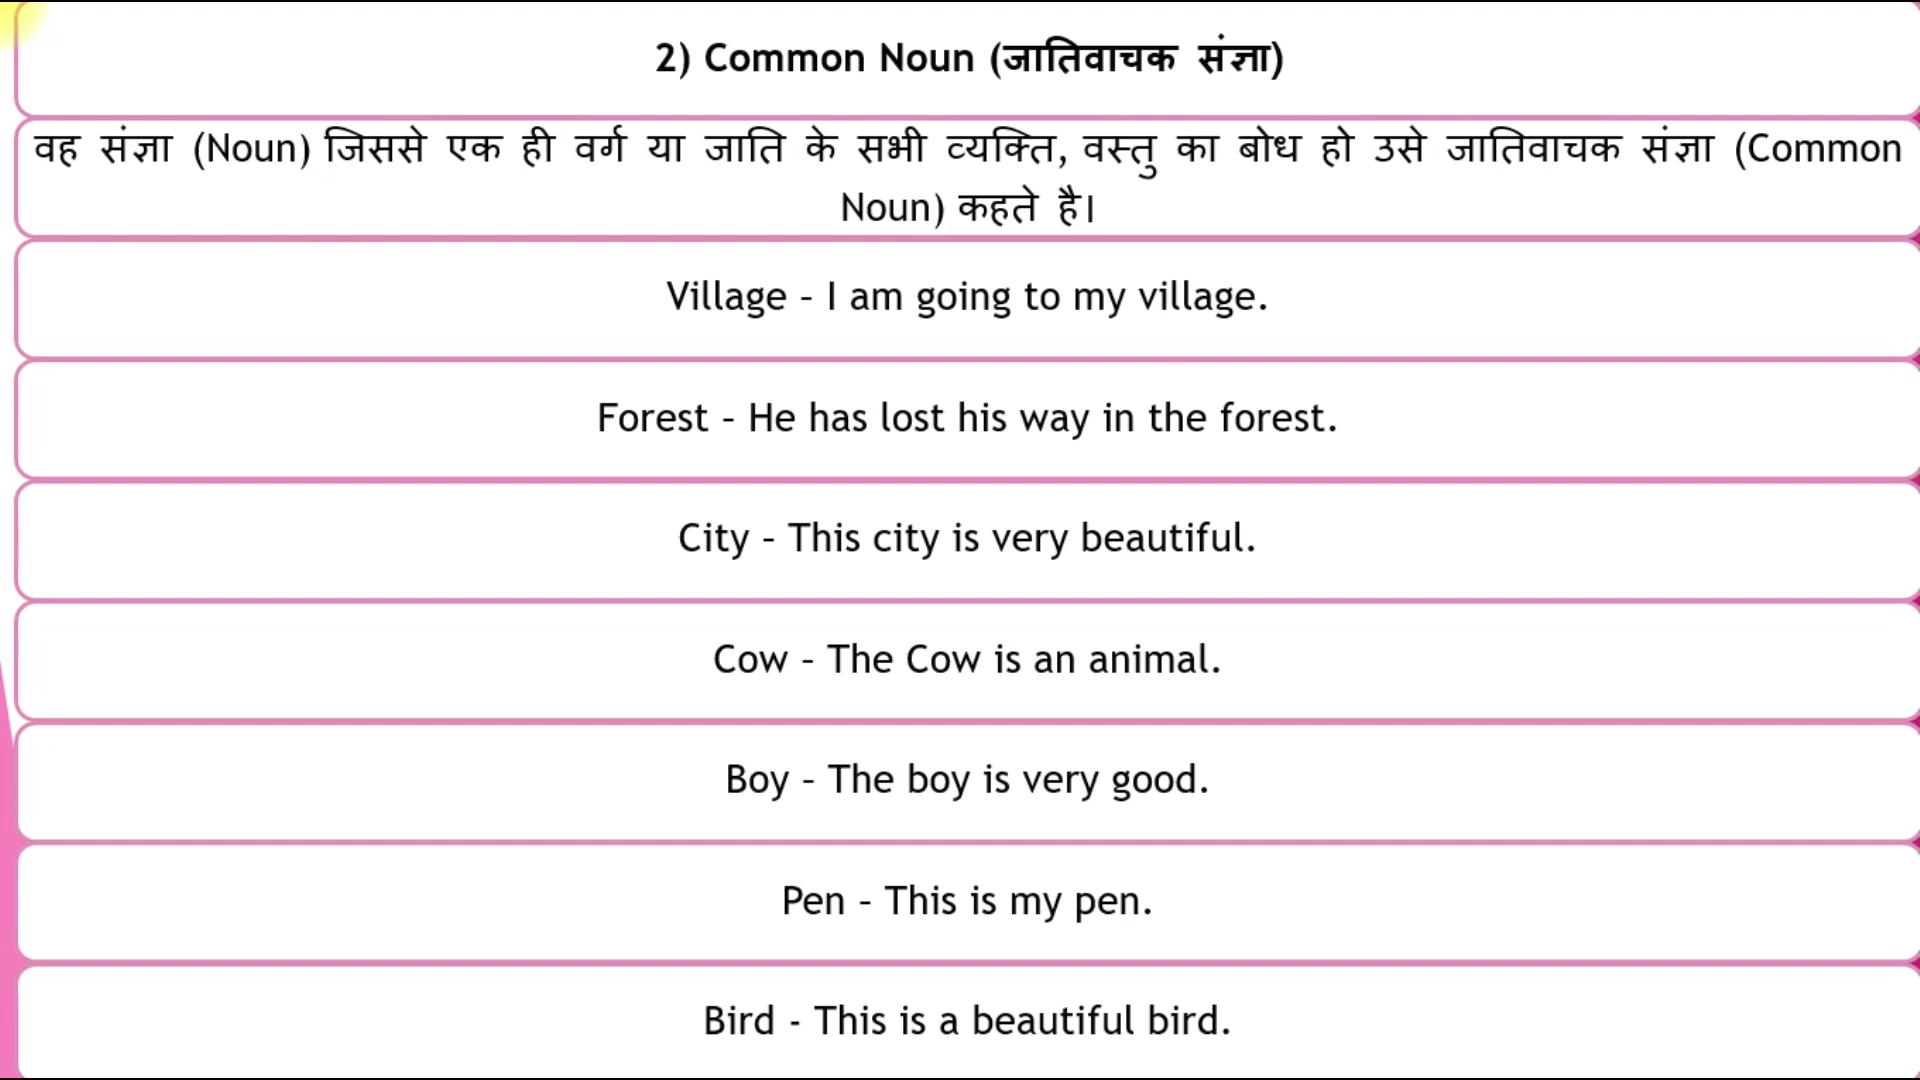 2) Common Noun (जातिवाचक संज्ञा)
वह संज्ञा (Noun) जिससे एक ही वर्ग या जाति के सभी व्यक्ति, वस्तु का बोध हो उसे जातिवाचक संज्ञा (Common
Noun) कहते है।
Village – I am going to my village.
Forest – He has lost his way in the forest.
City – This city is very beautiful.
Cow – The Cow is an animal.
Boy – The boy is very good.
Pen – This is my pen.
Bird - This is a beautiful bird.